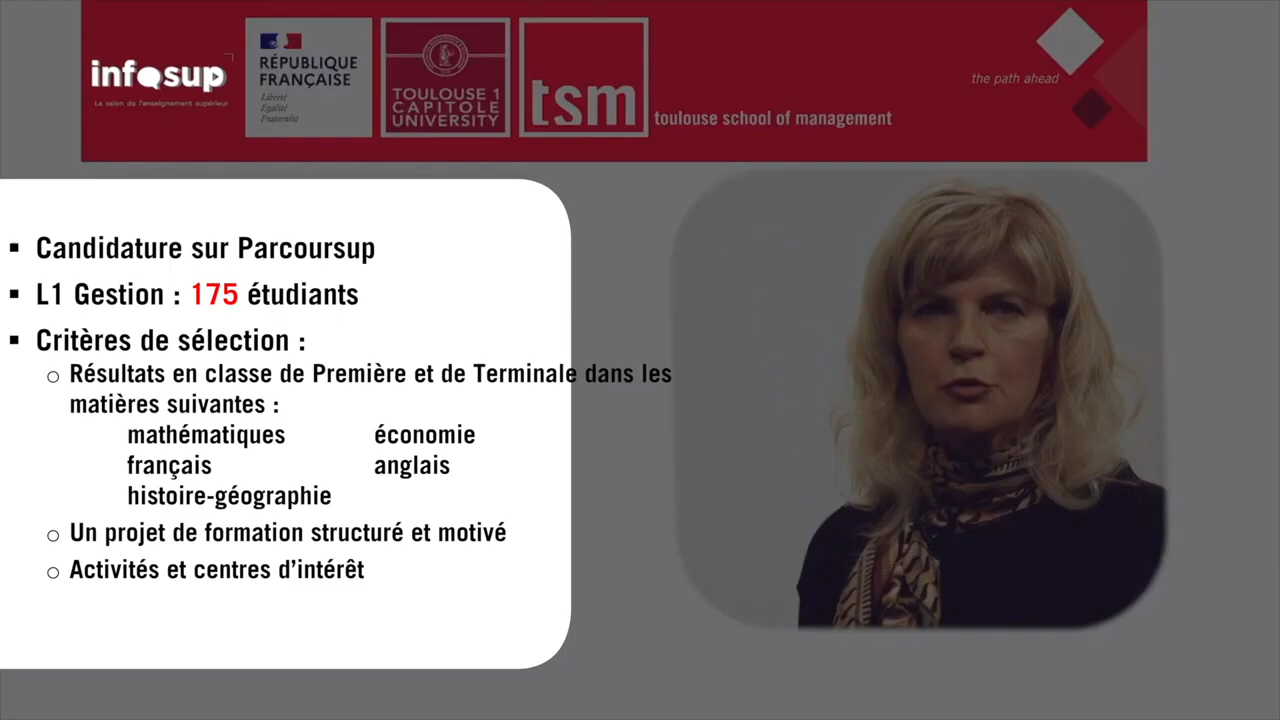 infosup
Le salon de l'enseignement supérieur
RÉPUBLIQUE
FRANÇAISE
Liberté
Égalité
Fraternité
TOULOUSE 1
CAPITOLE
UNIVERSITY
tsm
toulouse school of management
the path ahead
▪ Candidature sur Parcoursup
▪ L1 Gestion : 175 étudiants
▪ Critères de sélection :
○ Résultats en classe de Première et de Terminale dans les
matières suivantes :
mathématiques économie
français anglais
histoire-géographie
○ Un projet de formation structuré et motivé
○ Activités et centres d'intérêt